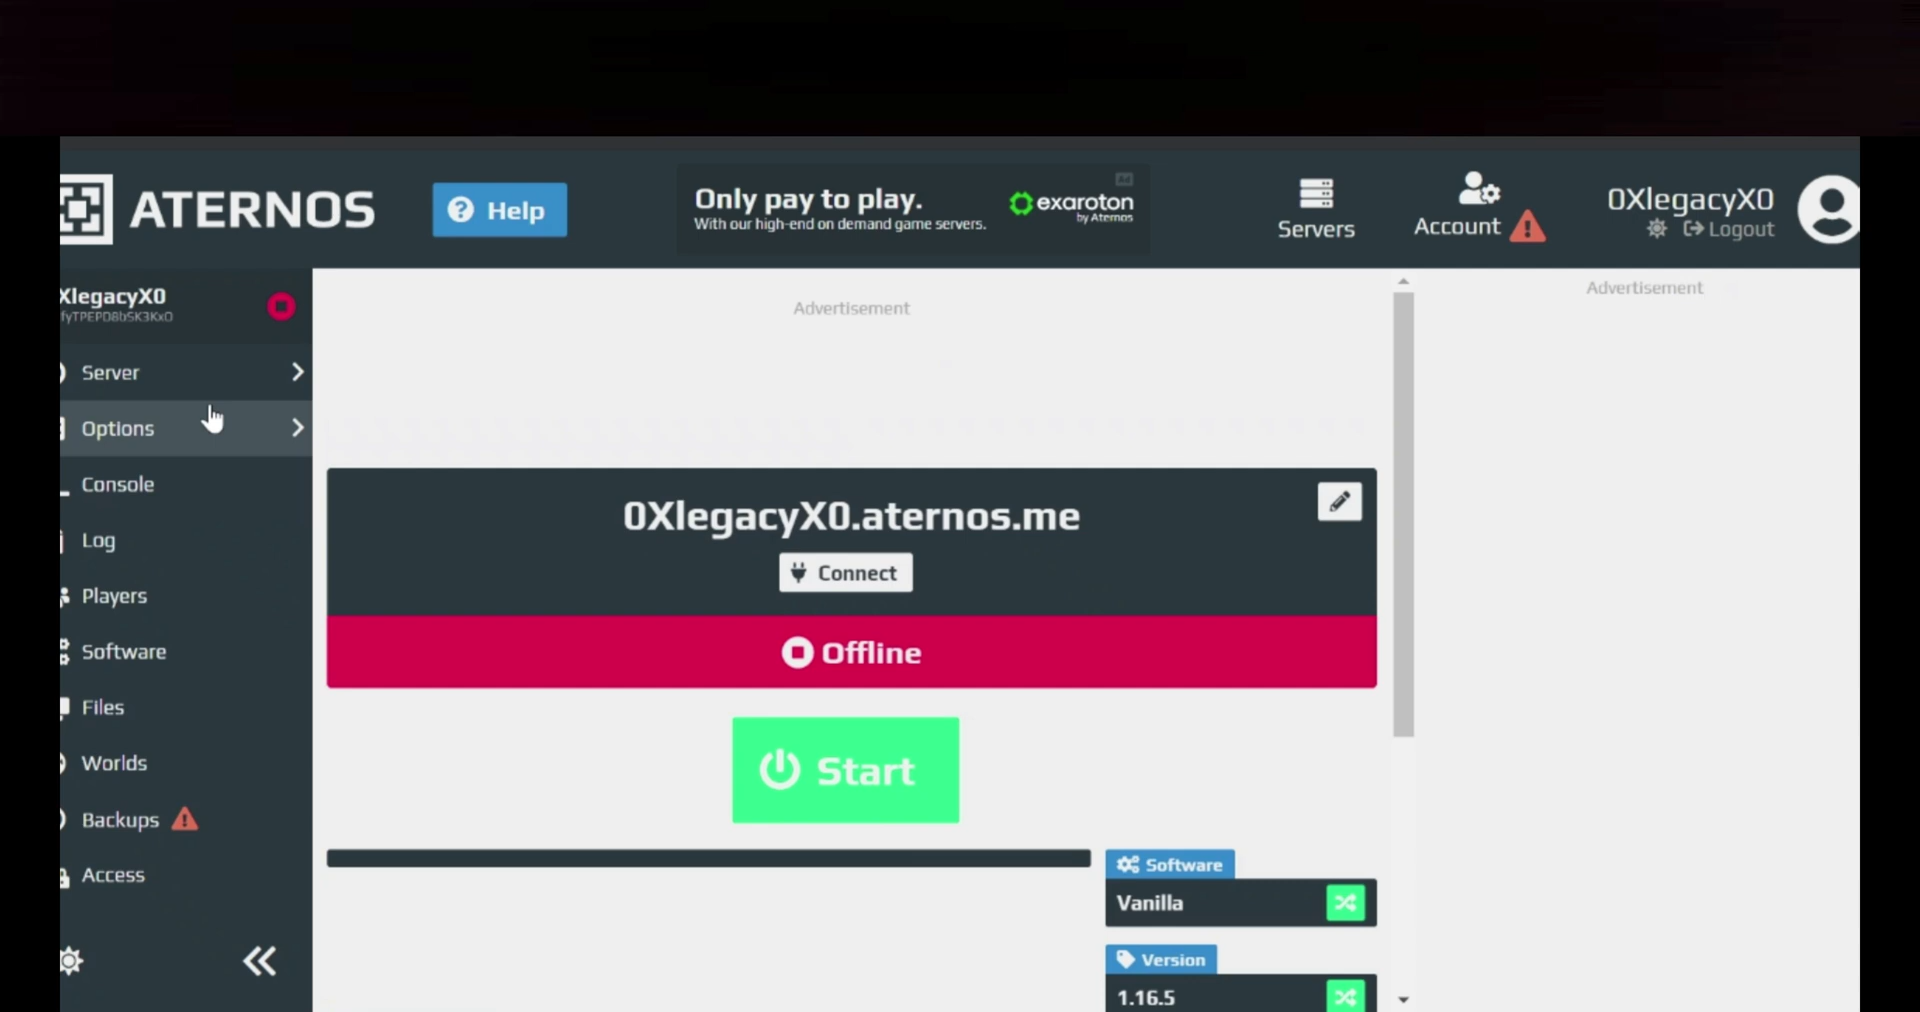 ATERNOS
Help
Only pay to play.
With our high-end on demand game servers.
Ad
exaroton
by Aternos
Servers
Account
0XlegacyX0
Logout
XlegacyX0
Server
Options
Console
Log
Players
Software
Files
Worlds
Backups
Access
Advertisement
0XlegacyX0.aternos.me
Connect
Offline
Start
Software
Vanilla
Version
1.16.5
Advertisement